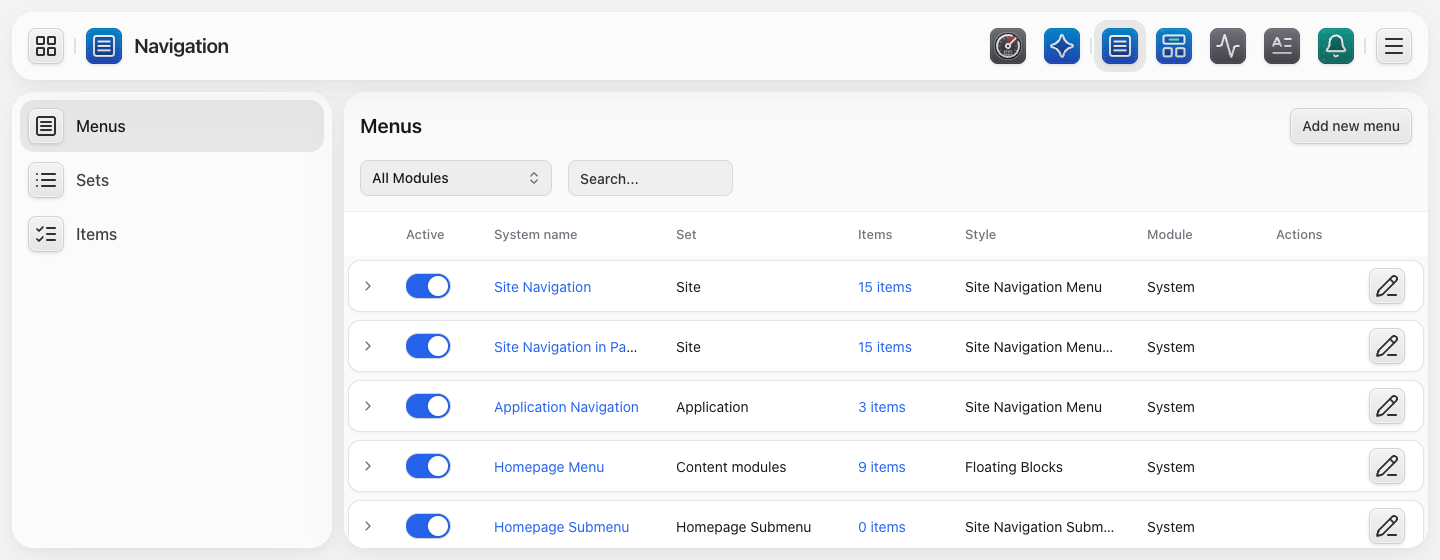 Navigation
Menus
Sets
Items
Menus
Add new menu
All Modules
Search...
Active System name Set Items Style Module Actions
Site Navigation Site 15 items Site Navigation Menu System
Site Navigation in Pa... Site 15 items Site Navigation Menu... System
Application Navigation Application 3 items Site Navigation Menu System
Homepage Menu Content modules 9 items Floating Blocks System
Homepage Submenu Homepage Submenu 0 items Site Navigation Subm... System